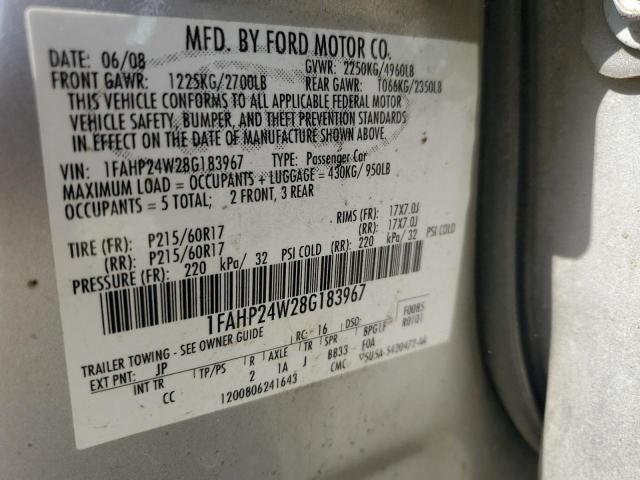 MFD. BY FORD MOTOR CO.
DATE: 06/08 GVWR: 2250KG/4960LB
FRONT GAWR: 1225KG/2700LB REAR GAWR: 1066KG/2350LB
THIS VEHICLE CONFORMS TO ALL APPLICABLE FEDERAL MOTOR
VEHICLE SAFETY, BUMPER, AND THEFT PREVENTION STANDARDS
IN EFFECT ON THE DATE OF MANUFACTURE SHOWN ABOVE.
VIN: 1FAHP24W28G183967 TYPE: Passenger Car
MAXIMUM LOAD = OCCUPANTS + LUGGAGE = 430KG/ 950LB
OCCUPANTS = 5 TOTAL; 2 FRONT, 3 REAR
TIRE (FR): P215/60R17 RIMS (FR): 17X7.0J
(RR): P215/60R17 (RR): 17X7.0J
PRESSURE (FR): 220 kPa/ 32 PSI COLD (RR): 220 kPa/ 32 PSI COLD
1FAHP24W28G183967
F0085
R0101
TRAILER TOWING - SEE OWNER GUIDE RC: 16 DSO:
EXT PNT: JP INT TR TP/PS R AXLE TR SPR BPG1F
CC 2 1A J BB33 FOA
1200806241643 CMC